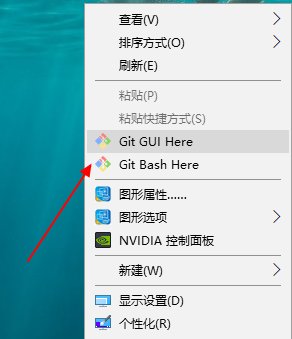 查看(V)
排序方式(O)
刷新(E)
粘贴(P)
粘贴快捷方式(S)
Git GUI Here
Git Bash Here
图形属性......
图形选项
NVIDIA 控制面板
新建(W)
显示设置(D)
个性化(R)